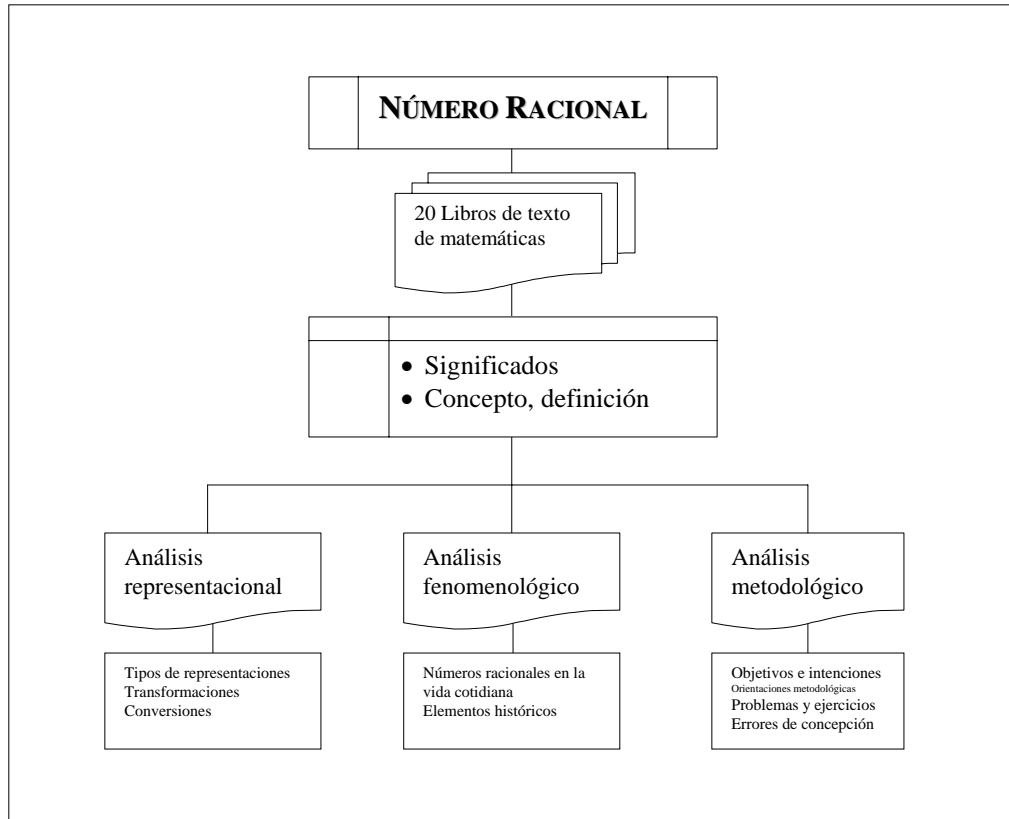 NÚMERO RACIONAL
20 Libros de texto
de matemáticas
• Significados
• Concepto, definición
Análisis
representacional
Análisis
fenomenológico
Análisis
metodológico
Tipos de representaciones
Transformaciones
Conversiones
Números racionales en la
vida cotidiana
Elementos históricos
Objetivos e intenciones
Orientaciones metodológicas
Problemas y ejercicios
Errores de concepción